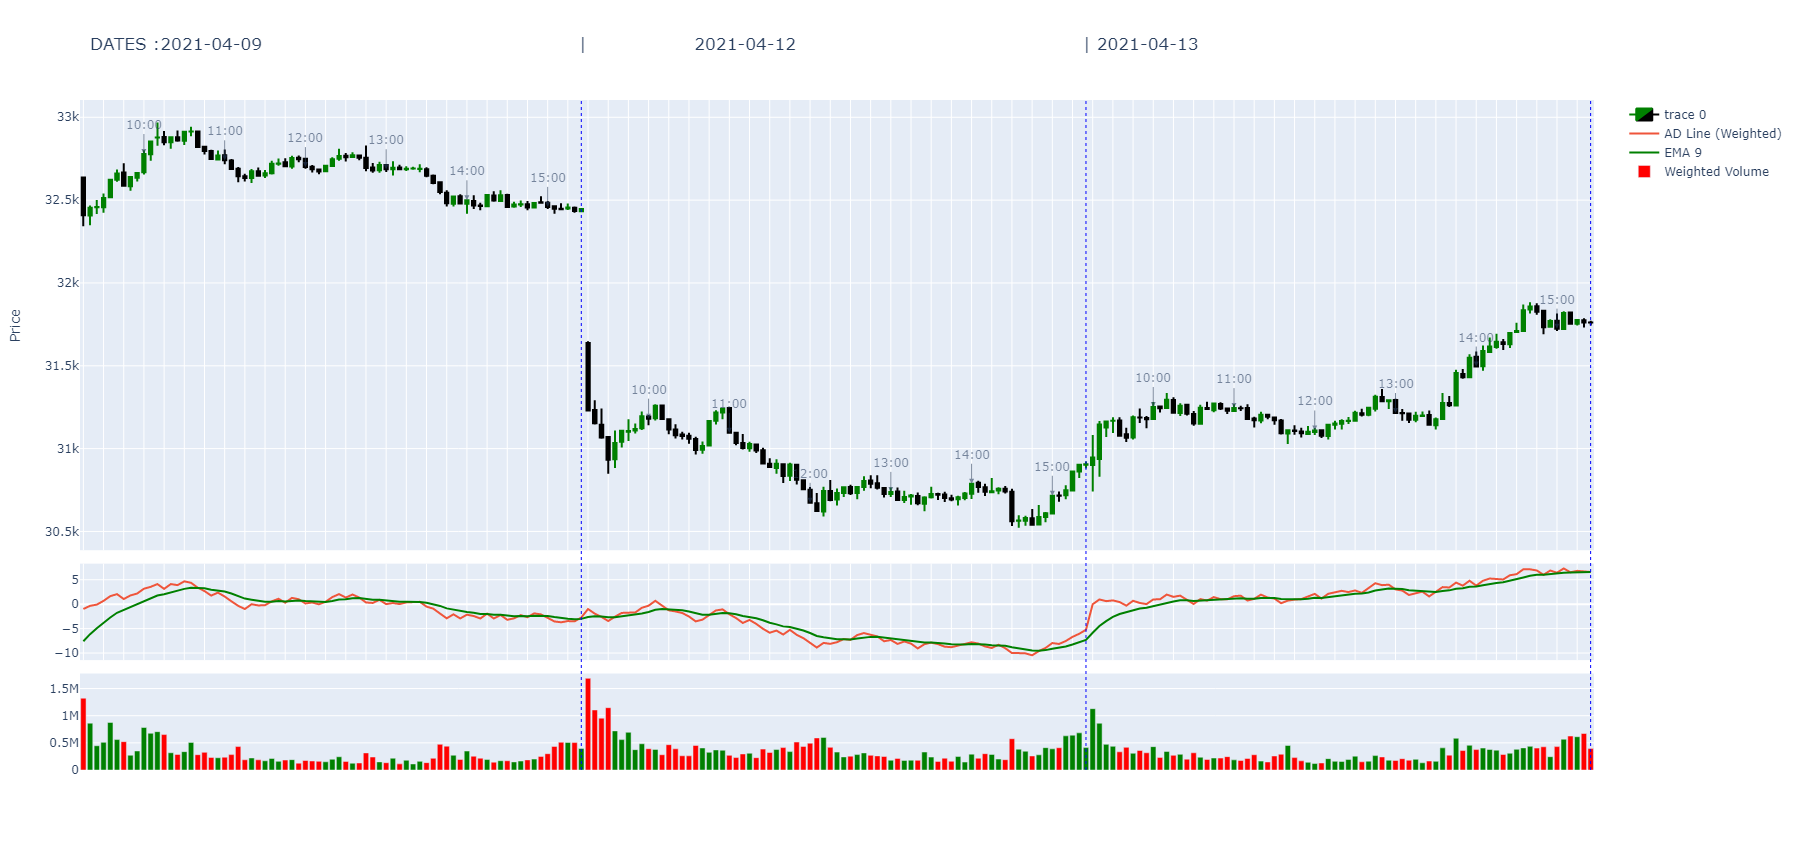 DATES :2021-04-09 | 2021-04-12 | 2021-04-13
33k
32.5k
32k
31.5k
31k
30.5k
Price
10:00 11:00 12:00 13:00 14:00 15:00
10:00 11:00 2:00 13:00 14:00 15:00
10:00 11:00 12:00 13:00 14:00 15:00
trace 0
AD Line (Weighted)
EMA 9
Weighted Volume
5
0
−5
−10
1.5M
1M
0.5M
0